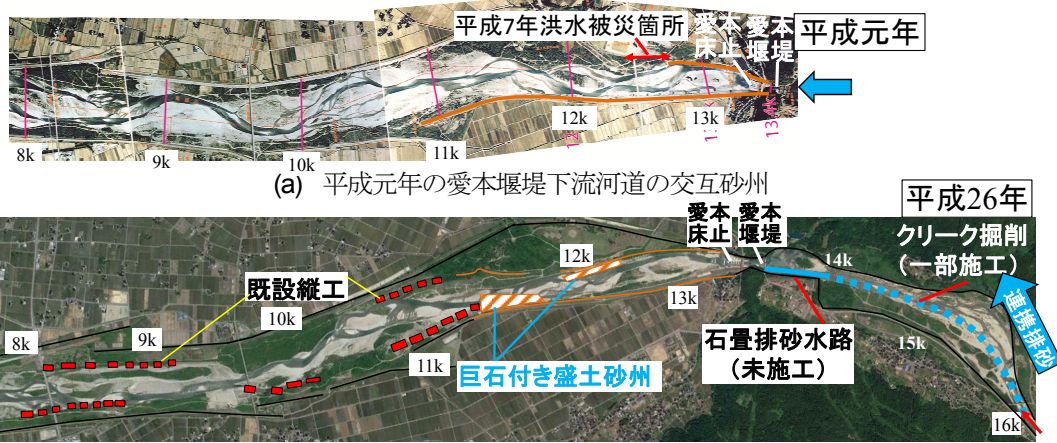 平成7年洪水被災箇所
愛本
床止
愛本
堰堤
平成元年
8k
9k
10k
11k
12k
13k
13.4k
(a) 平成元年の愛本堰堤下流河道の交互砂州
平成26年
愛本
床止
愛本
堰堤
クリーク掘削
(一部施工)
14k
12k
既設縦工
10k
13k
連携排砂
8k
9k
11k
石畳排砂水路
(未施工)
15k
巨石付き盛土砂州
16k